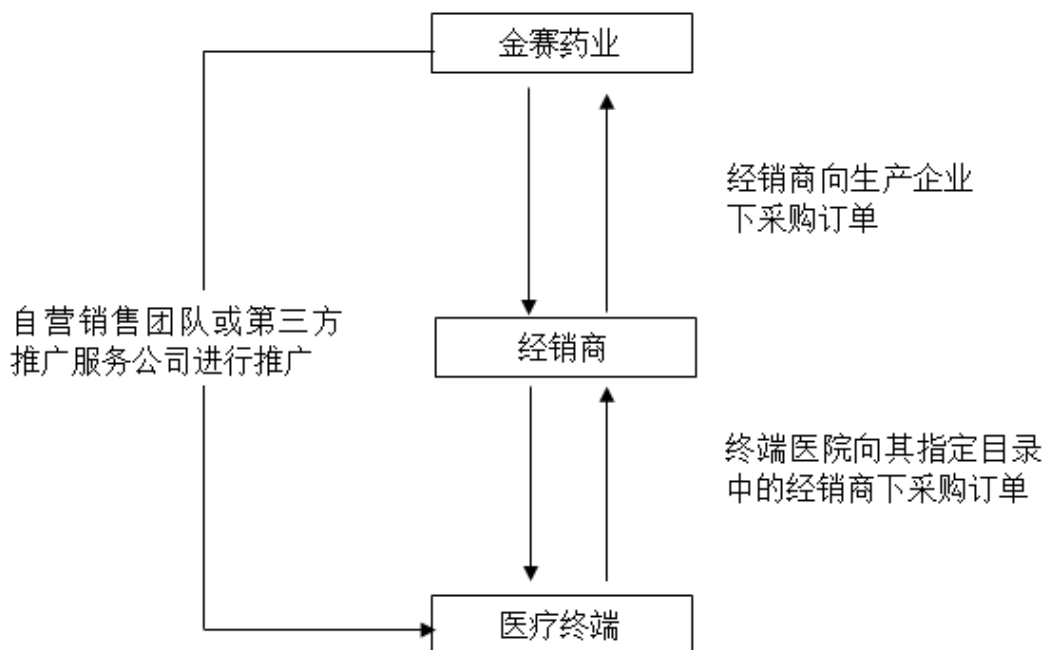 金赛药业
经销商向生产企业
下采购订单
自营销售团队或第三方
推广服务公司进行推广
经销商
终端医院向其指定目录
中的经销商下采购订单
医疗终端